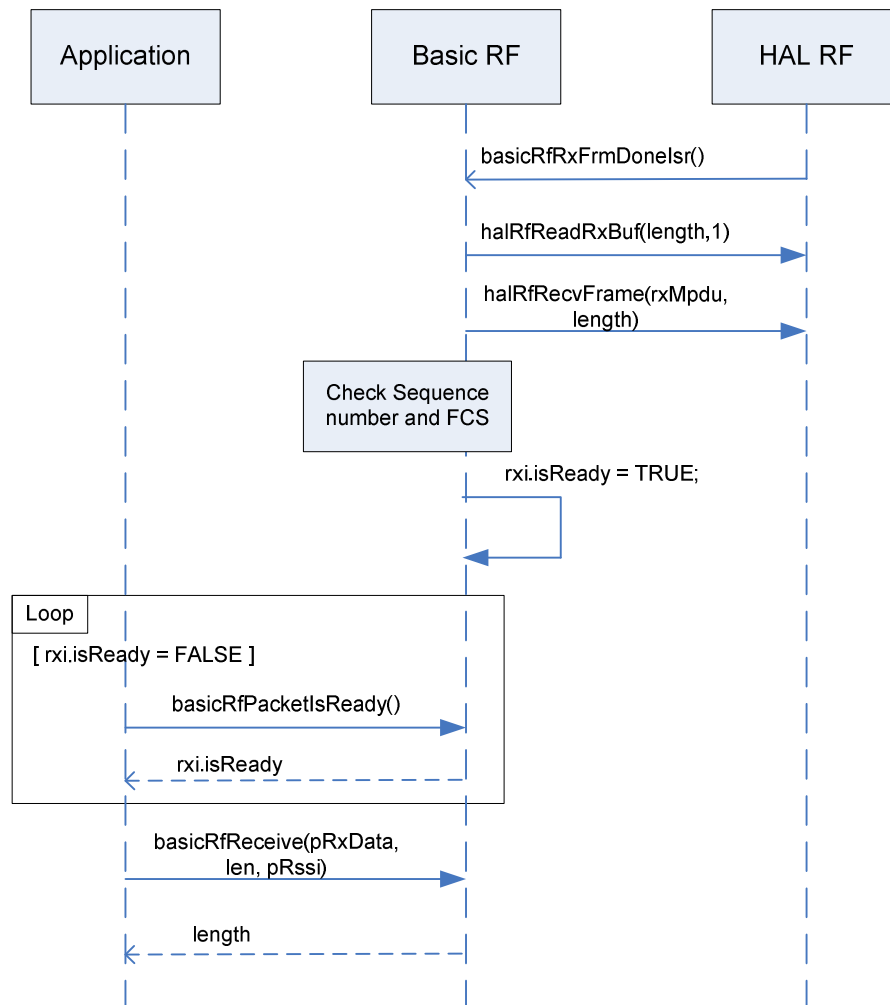 Application
Basic RF
HAL RF
basicRfRxFrmDoneIsr()
halRfReadRxBuf(length,1)
halRfRecvFrame(rxMpdu,
length)
Check Sequence
number and FCS
rxi.isReady = TRUE;
Loop
[ rxi.isReady = FALSE ]
basicRfPacketIsReady()
rxi.isReady
basicRfReceive(pRxData,
len, pRssi)
length